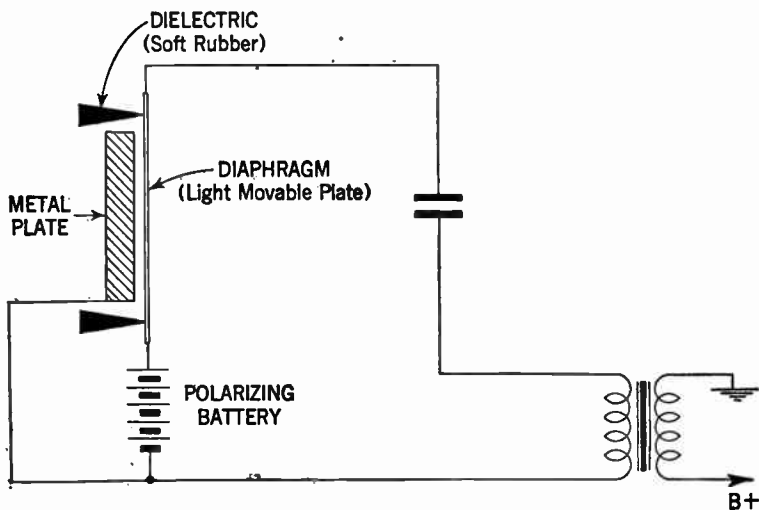 DIELECTRIC
(Soft Rubber)
DIAPHRAGM
(Light Movable Plate)
METAL
PLATE
POLARIZING
BATTERY
B+